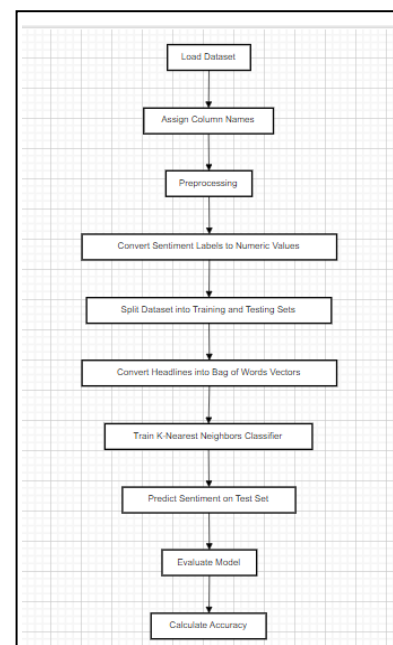 Load Dataset
Assign Column Names
Preprocessing
Convert Sentiment Labels to Numeric Values
Split Dataset into Training and Testing Sets
Convert Headlines into Bag of Words Vectors
Train K-Nearest Neighbors Classifier
Predict Sentiment on Test Set
Evaluate Model
Calculate Accuracy